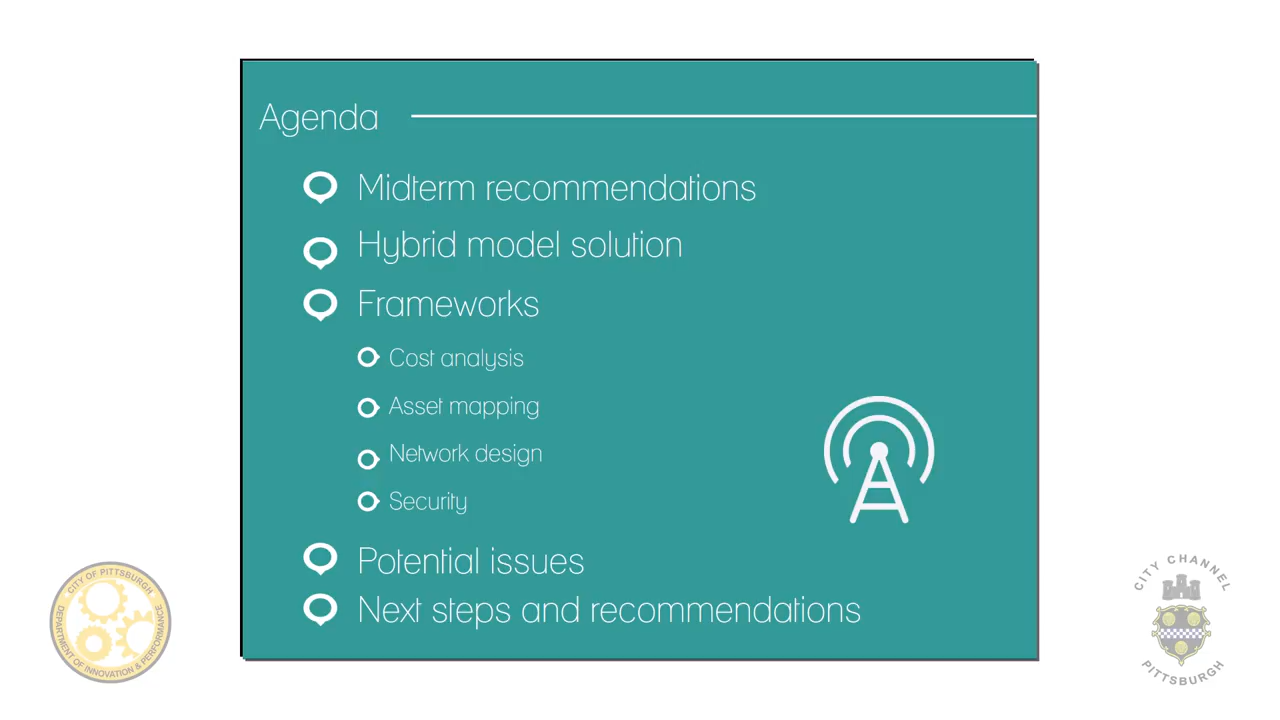 Agenda
Midterm recommendations
Hybrid model solution
Frameworks
Cost analysis
Asset mapping
Network design
Security
Potential issues
Next steps and recommendations
CITY OF PITTSBURGH
DEPARTMENT OF INNOVATION & PERFORMANCE
CITY CHANNEL
PITTSBURGH